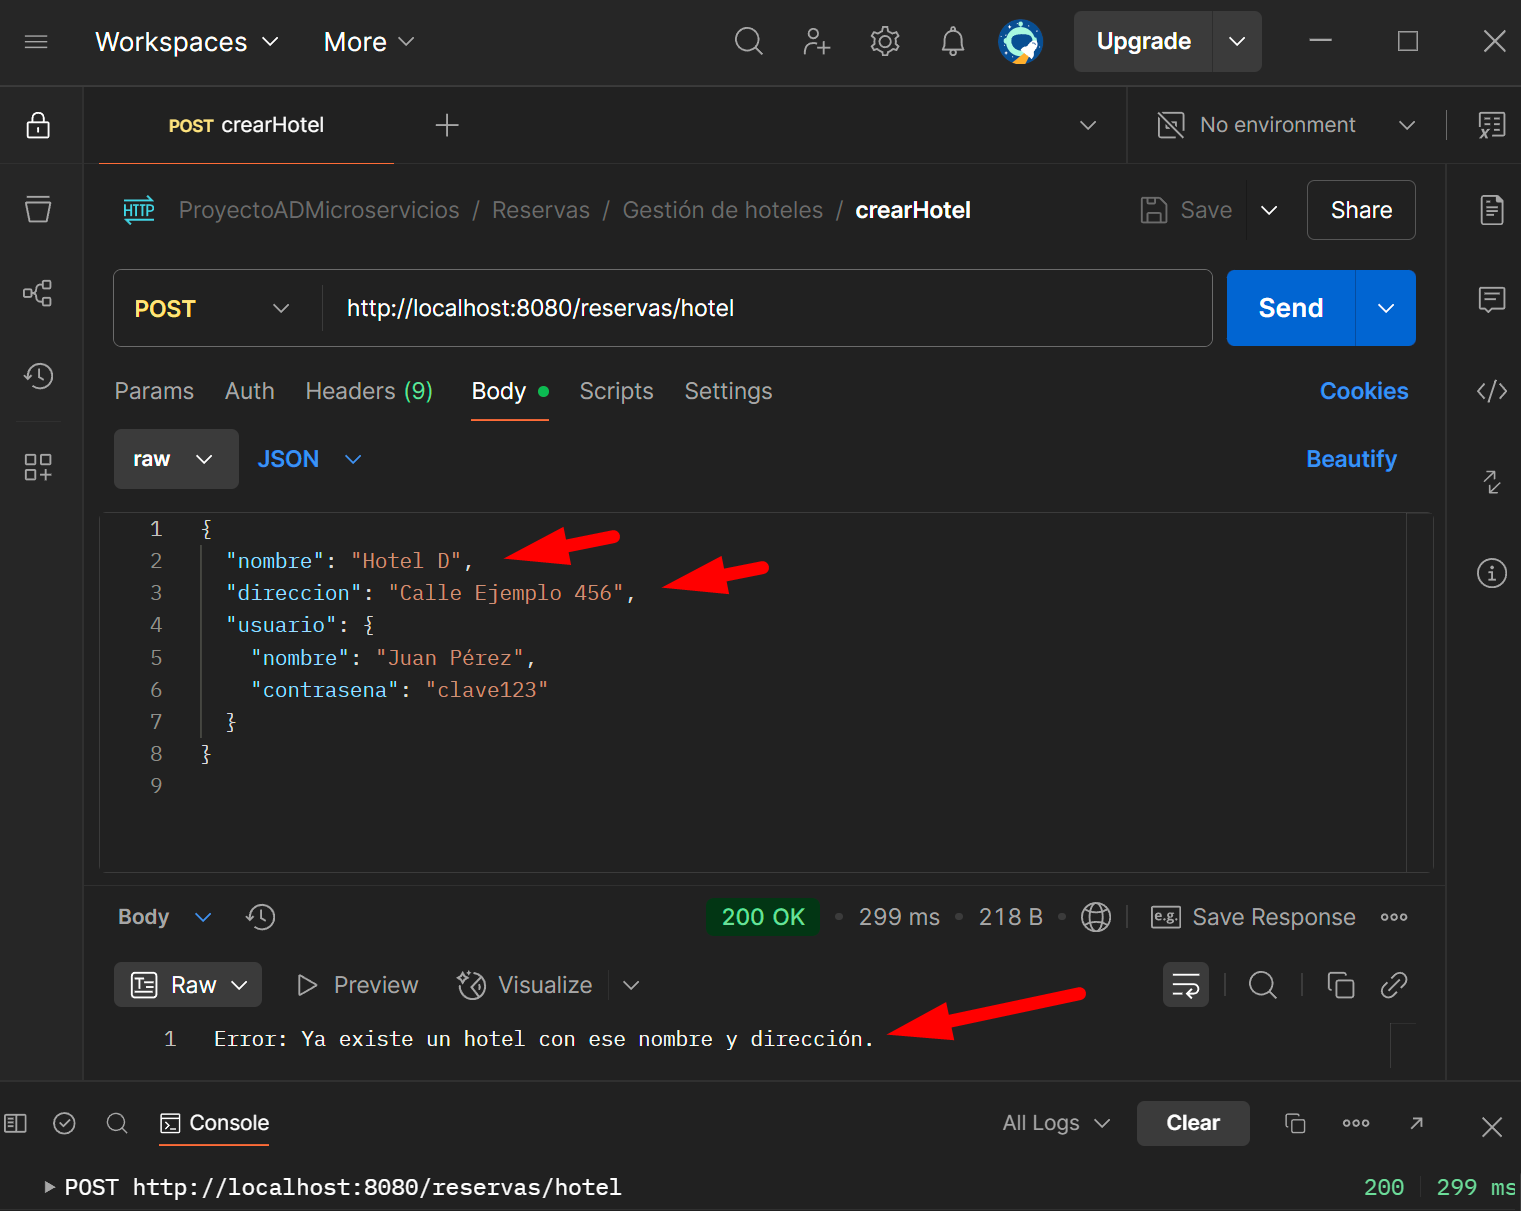 Workspaces More Upgrade
POST crearHotel No environment
HTTP ProyectoADMicroservicios / Reservas / Gestión de hoteles / crearHotel Save Share
POST http://localhost:8080/reservas/hotel Send
Params Auth Headers (9) Body Scripts Settings Cookies
raw JSON Beautify
1 {
2 "nombre": "Hotel D",
3 "direccion": "Calle Ejemplo 456",
4 "usuario": {
5 "nombre": "Juan Pérez",
6 "contrasena": "clave123"
7 }
8 }
9
Body 200 OK 299 ms 218 B e.g. Save Response
Raw Preview Visualize
1 Error: Ya existe un hotel con ese nombre y dirección.
Console All Logs Clear
POST http://localhost:8080/reservas/hotel 200 299 ms